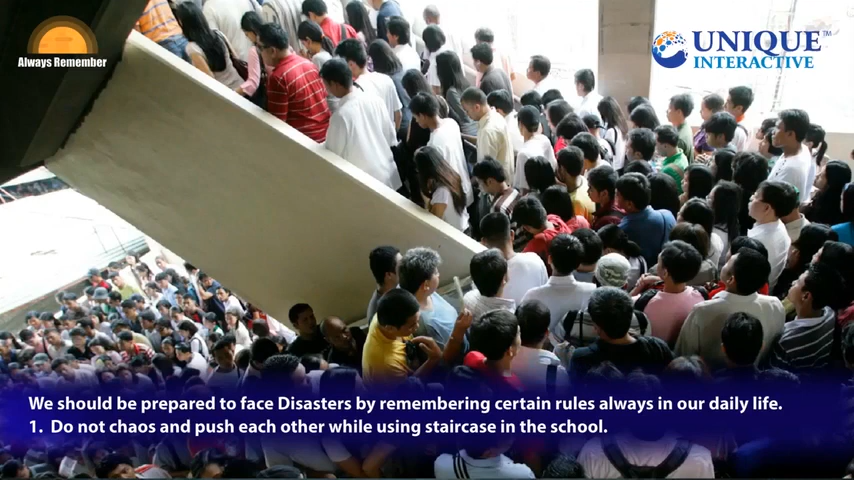 Always Remember
UNIQUE™
INTERACTIVE
We should be prepared to face Disasters by remembering certain rules always in our daily life.
1. Do not chaos and push each other while using staircase in the school.